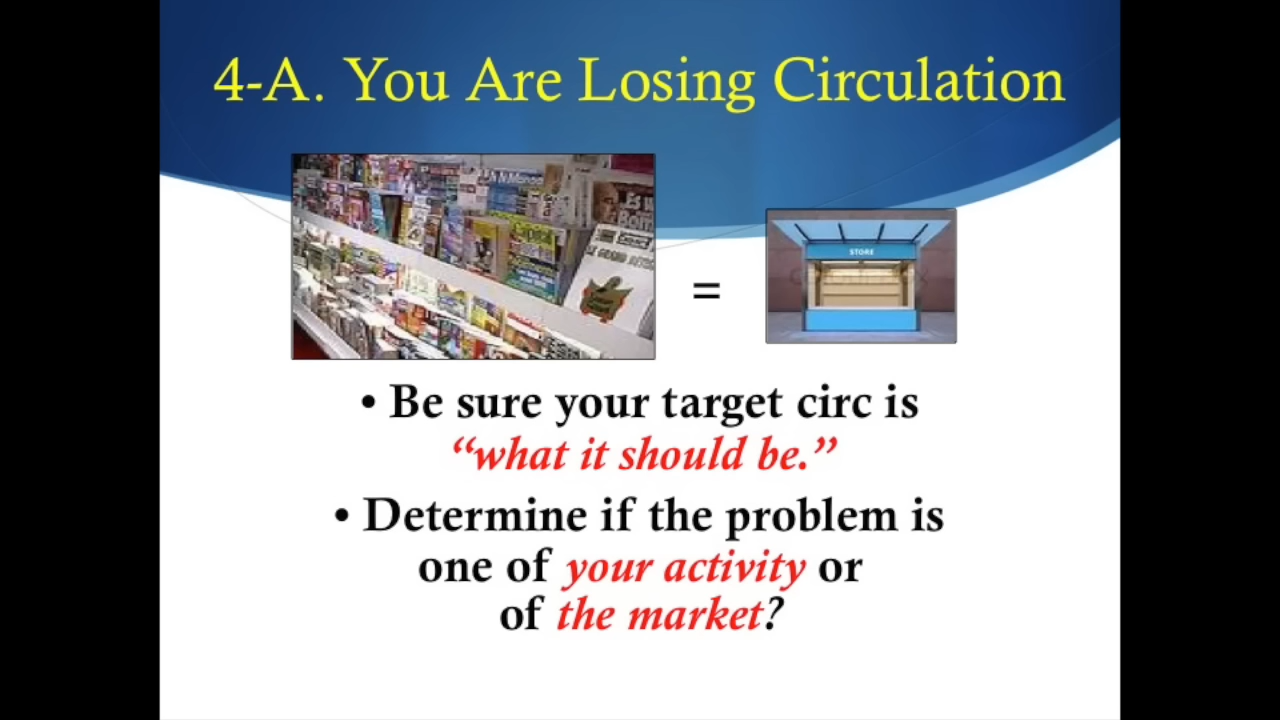 4-A. You Are Losing Circulation
=
STORE
• Be sure your target circ is
“what it should be.”
• Determine if the problem is
one of your activity or
of the market?